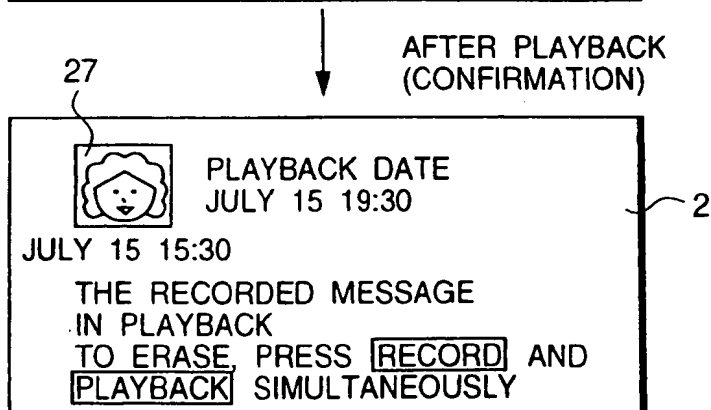 AFTER PLAYBACK
(CONFIRMATION)
27
PLAYBACK DATE
JULY 15 19:30
2
JULY 15 15:30
THE RECORDED MESSAGE
IN PLAYBACK
TO ERASE, PRESS RECORD AND
PLAYBACK SIMULTANEOUSLY